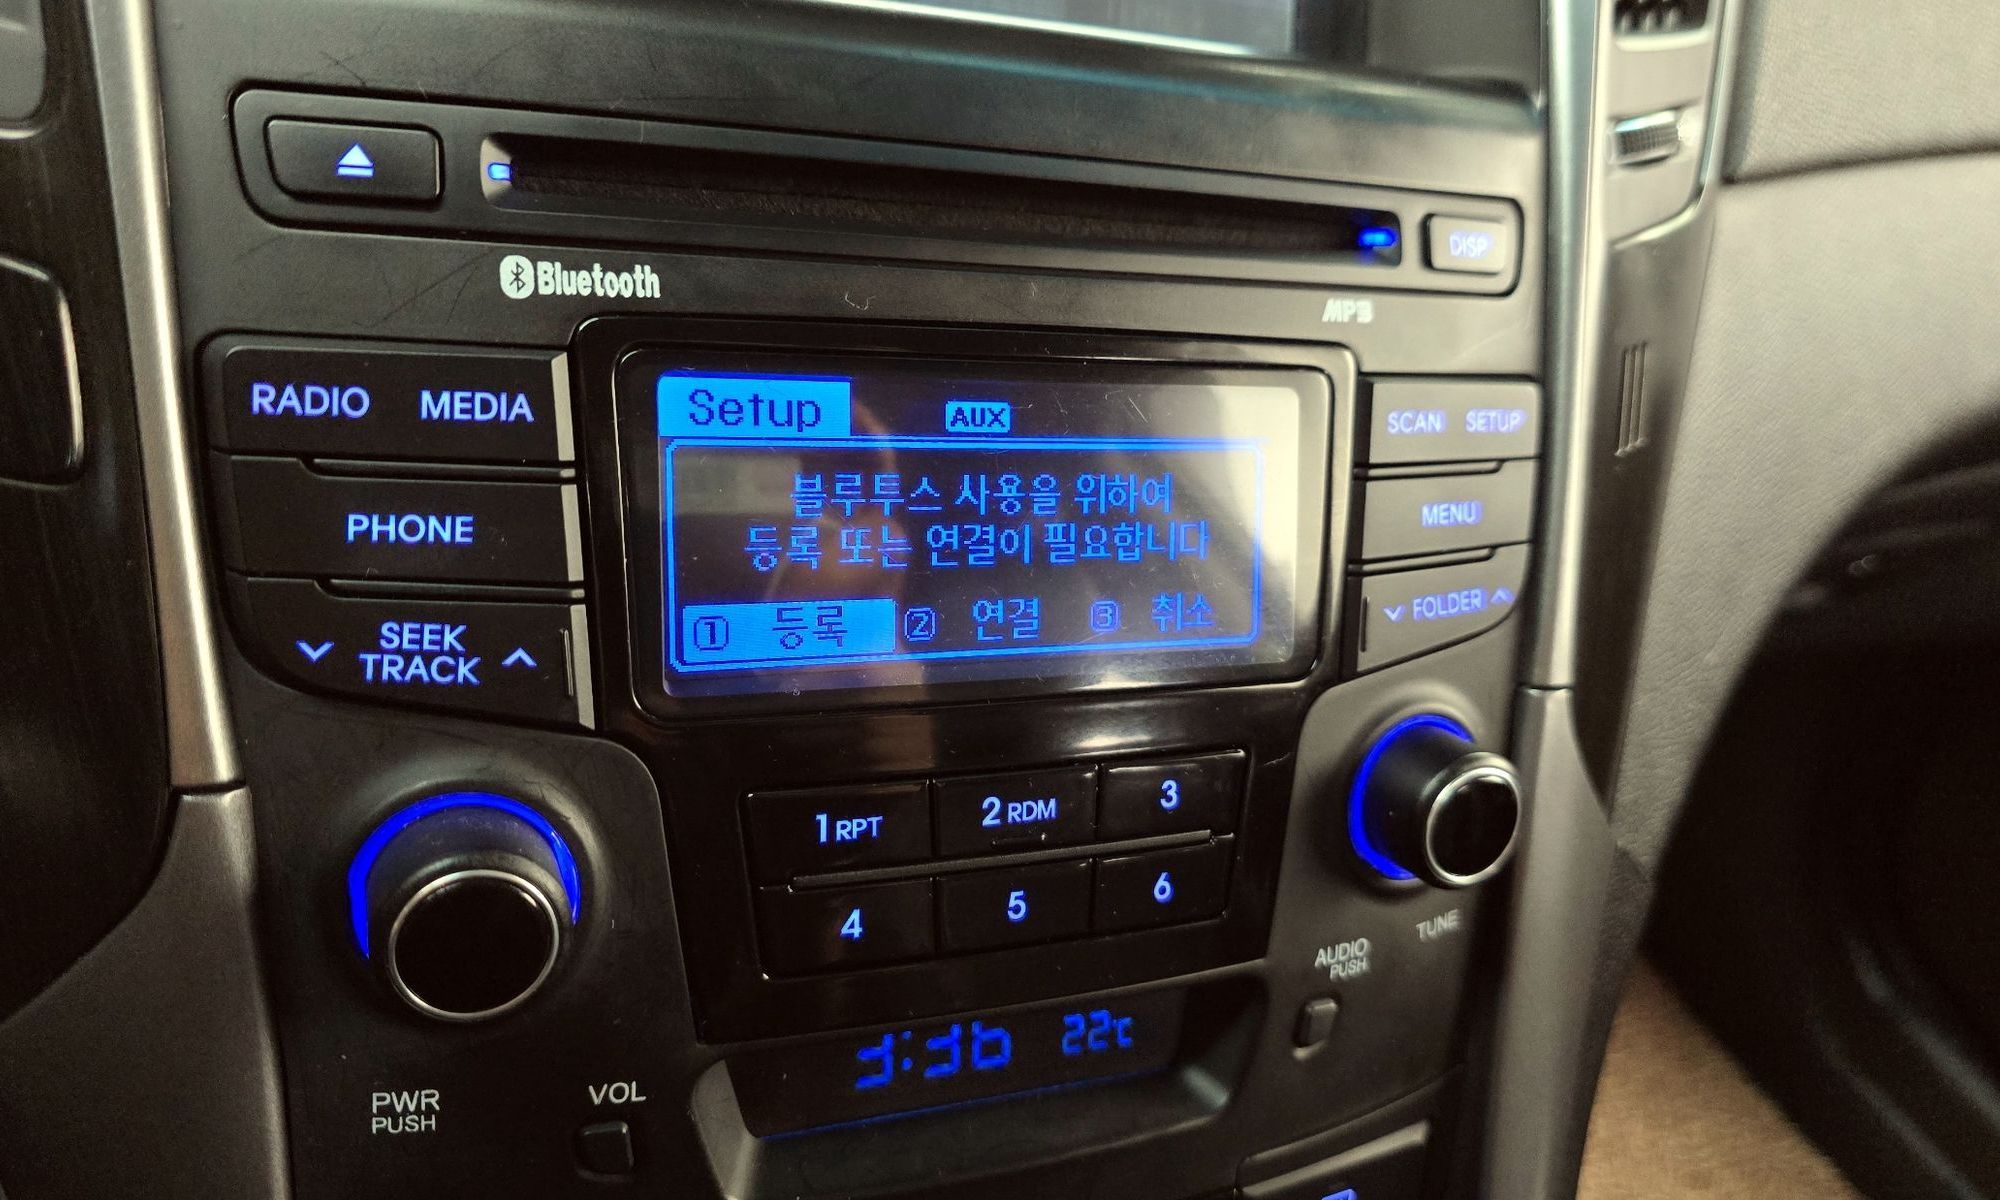 DISP
Bluetooth
MP3
RADIO MEDIA
Setup AUX
SCAN SETUP
블루투스 사용을 위하여
등록 또는 연결이 필요합니다
① 등록 ② 연결 ③ 취소
PHONE
MENU
SEEK
TRACK
FOLDER
1 RPT 2 RDM 3
4 5 6
TUNE
AUDIO
PUSH
22℃
PWR
PUSH
VOL